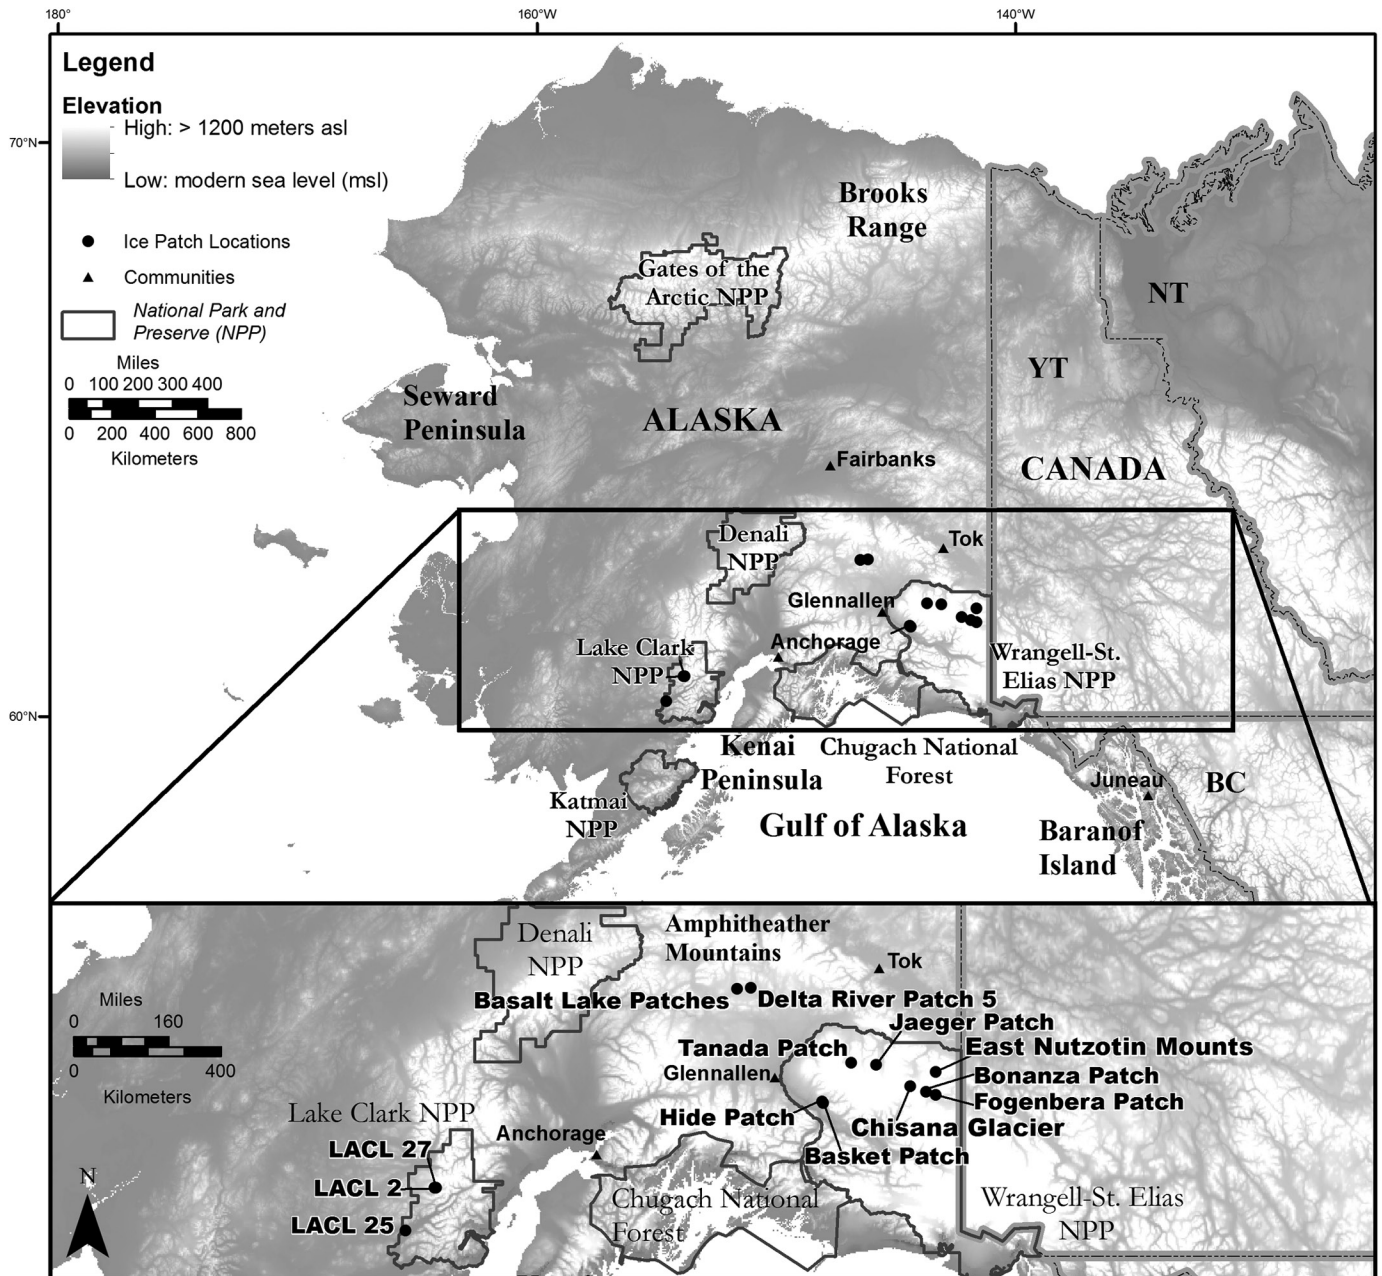 180°
160°W
140°W
Legend
Elevation
High: > 1200 meters asl
70°N
Low: modern sea level (msl)
Ice Patch Locations
Communities
National Park and
Preserve (NPP)
Miles
0 100 200 300 400
0 200 400 600 800
Kilometers
Brooks
Range
Gates of the
Arctic NPP
NT
YT
Seward
Peninsula
ALASKA
CANADA
Fairbanks
Denali
NPP
Tok
Glennallen
Anchorage
Lake Clark
NPP
Wrangell-St.
Elias NPP
60°N
Kenai
Peninsula
Chugach National
Forest
Katmai
NPP
Juneau
BC
Gulf of Alaska
Baranof
Island
Denali
NPP
Amphitheather
Mountains
Tok
Miles
0 160
0 400
Kilometers
Basalt Lake Patches
Delta River Patch 5
Jaeger Patch
Tanada Patch
East Nutzotin Mounts
Glennallen
Bonanza Patch
Fogenbera Patch
Hide Patch
Chisana Glacier
Basket Patch
Lake Clark NPP
Anchorage
LACL 27
LACL 2
LACL 25
N
Chugach National
Forest
Wrangell-St. Elias
NPP